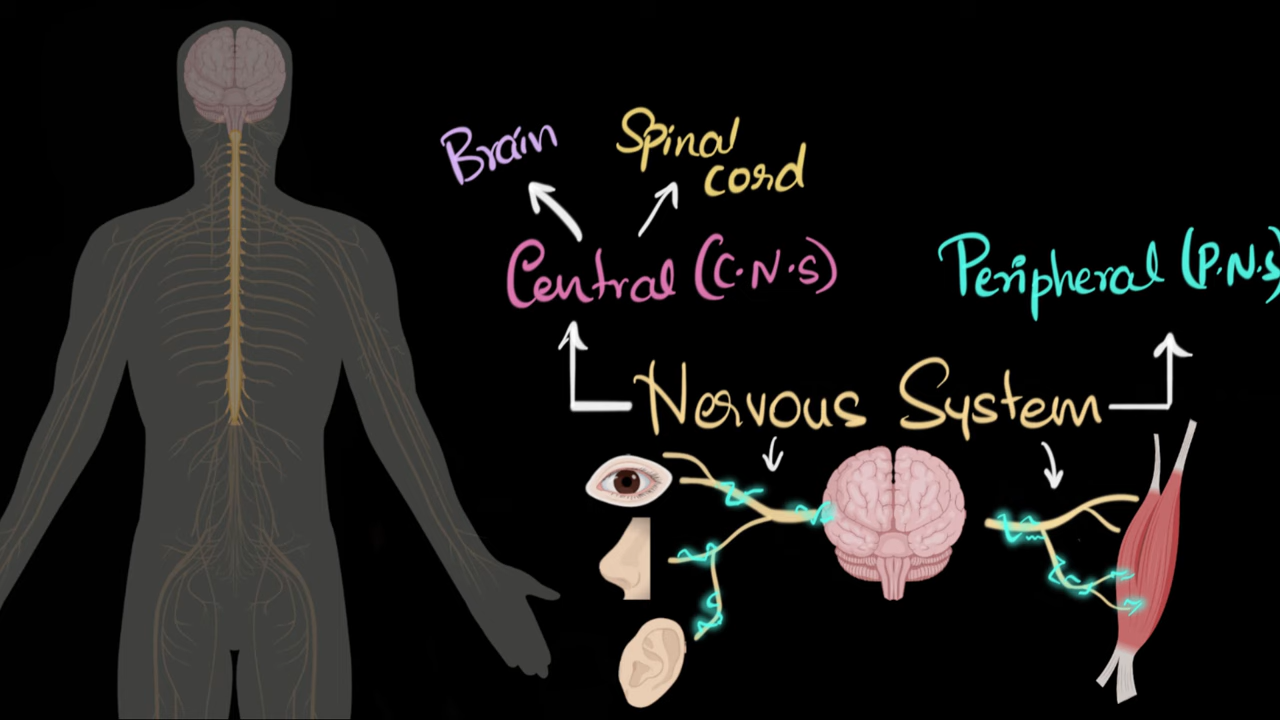 Brain
Spinal
cord
Central (C.N.S)
Peripheral (P.N.S)
Nervous System